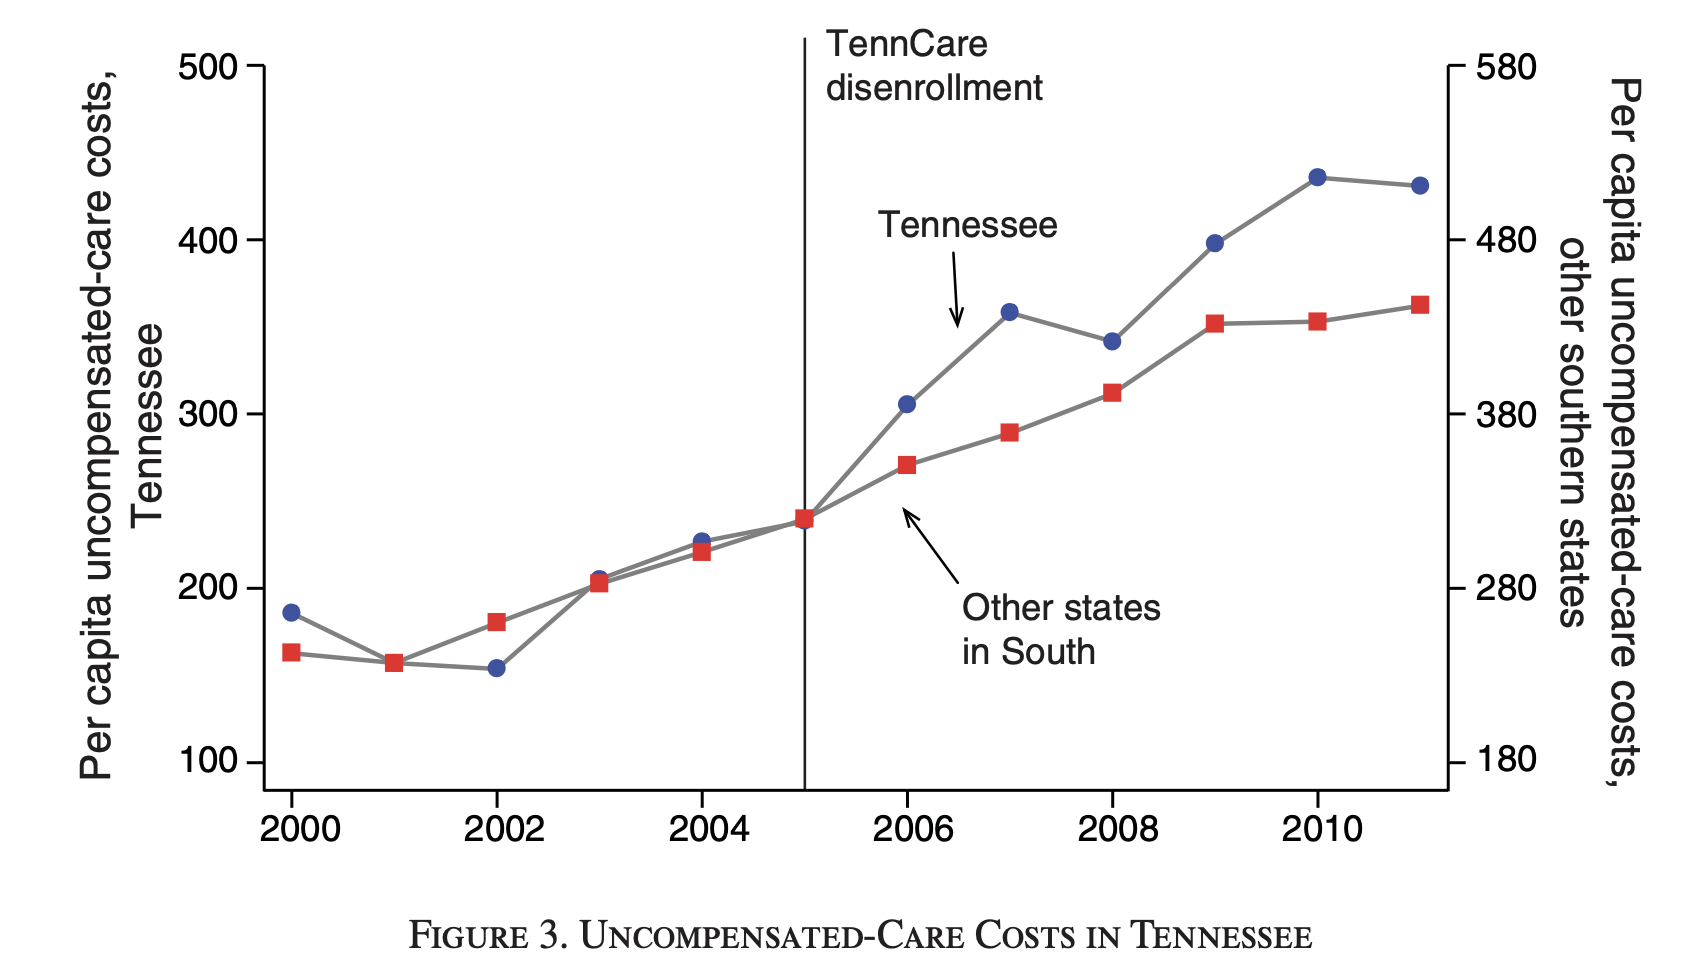 TennCare
disenrollment
500
400
300
200
100
Per capita uncompensated-care costs,
Tennessee
580
480
380
280
180
Per capita uncompensated-care costs,
other southern states
Tennessee
Other states
in South
2000
2002
2004
2006
2008
2010
FIGURE 3. UNCOMPENSATED-CARE COSTS IN TENNESSEE